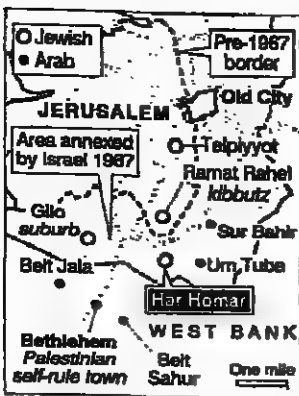 Jewish
Arab
Pre-1967
border
JERUSALEM
Old City
Area annexed
by Israel 1967
Talpiyyot
Ramat Rahel
kibbutz
Gilo
suburb
Sur Bahir
Beit Jala
Um Tuba
Har Homar
WEST BANK
Bethlehem
Palestinian
self-rule town
Beit
Sahur
One mile